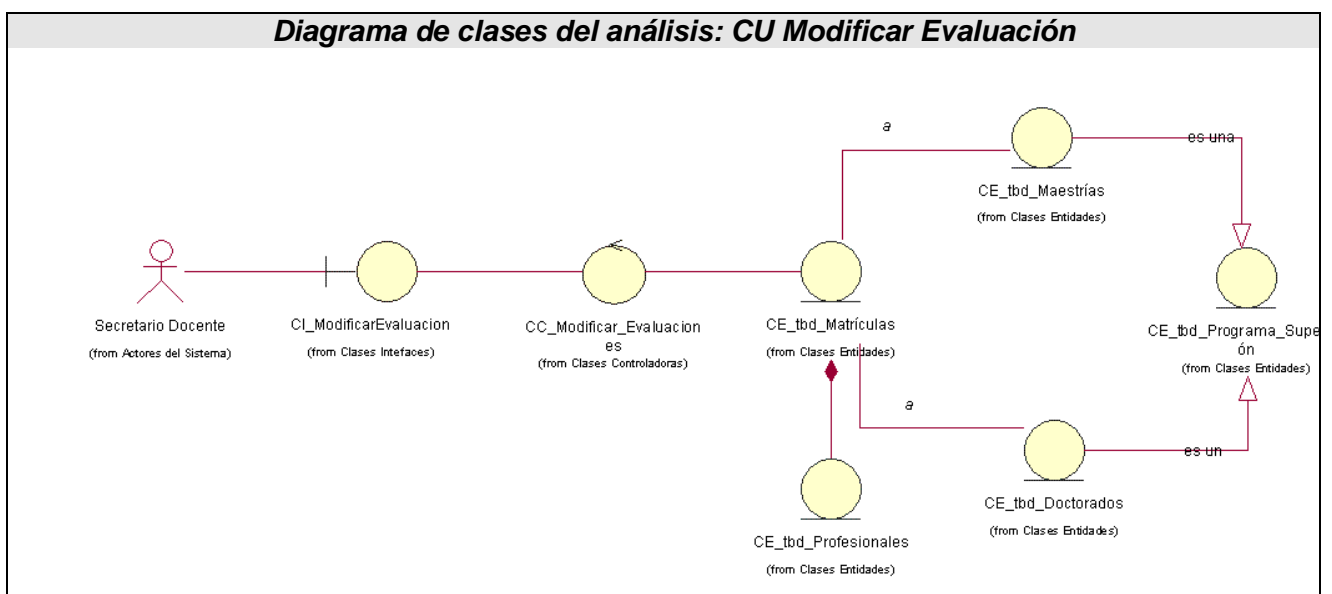 Diagrama de clases del análisis: CU Modificar Evaluación
a
es una
CE_tbd_Maestrías
(from Clases Entidades)
Secretario Docente
(from Actores del Sistema)
CI_ModificarEvaluacion
(from Clases Intefaces)
CC_Modificar_Evaluacion
es
(from Clases Controladoras)
CE_tbd_Matrículas
(from Clases Entidades)
CE_tbd_Programa_Supe
ón
(from Clases Entidades)
a
es un
CE_tbd_Doctorados
(from Clases Entidades)
CE_tbd_Profesionales
(from Clases Entidades)